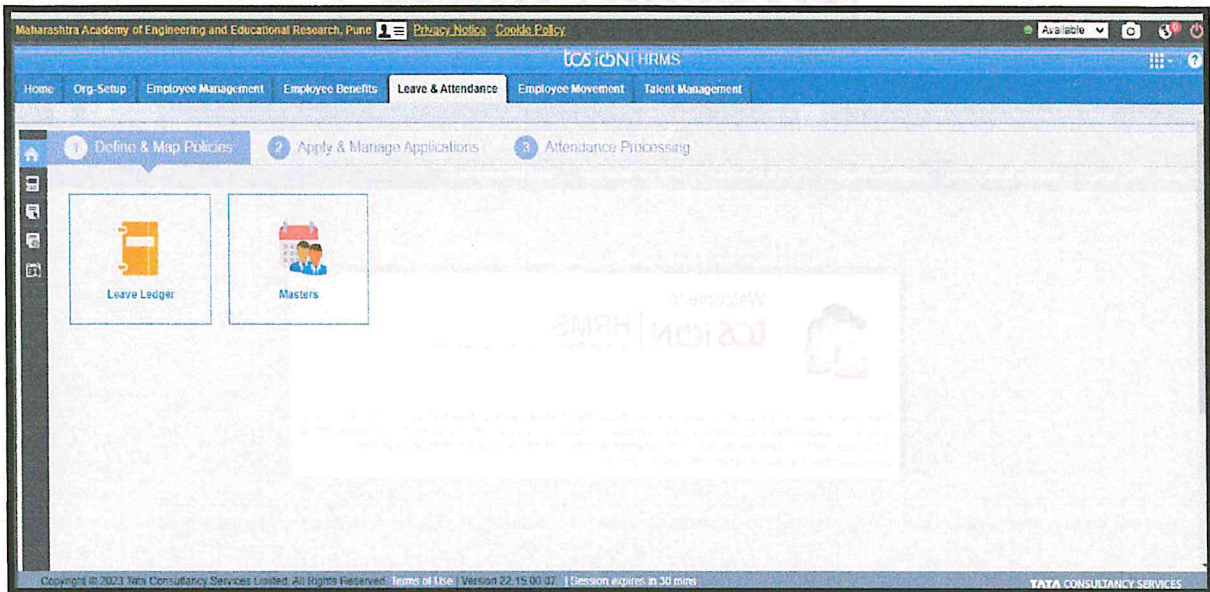 Maharashtra Academy of Engineering and Educational Research, Pune Privacy Notice Cookie Policy Available
tcs iON | HRMS
Home Org-Setup Employee Management Employee Benefits Leave & Attendance Employee Movement Talent Management
1 Define & Map Policies 2 Apply & Manage Applications 3 Attendance Processing
Leave Ledger Masters
Welcome to
tcs iON | HRMS
Copyright © 2023 Tata Consultancy Services Limited. All Rights Reserved. Terms of Use | Version 22.15.00.07 | Session expires in 30 mins
TATA CONSULTANCY SERVICES